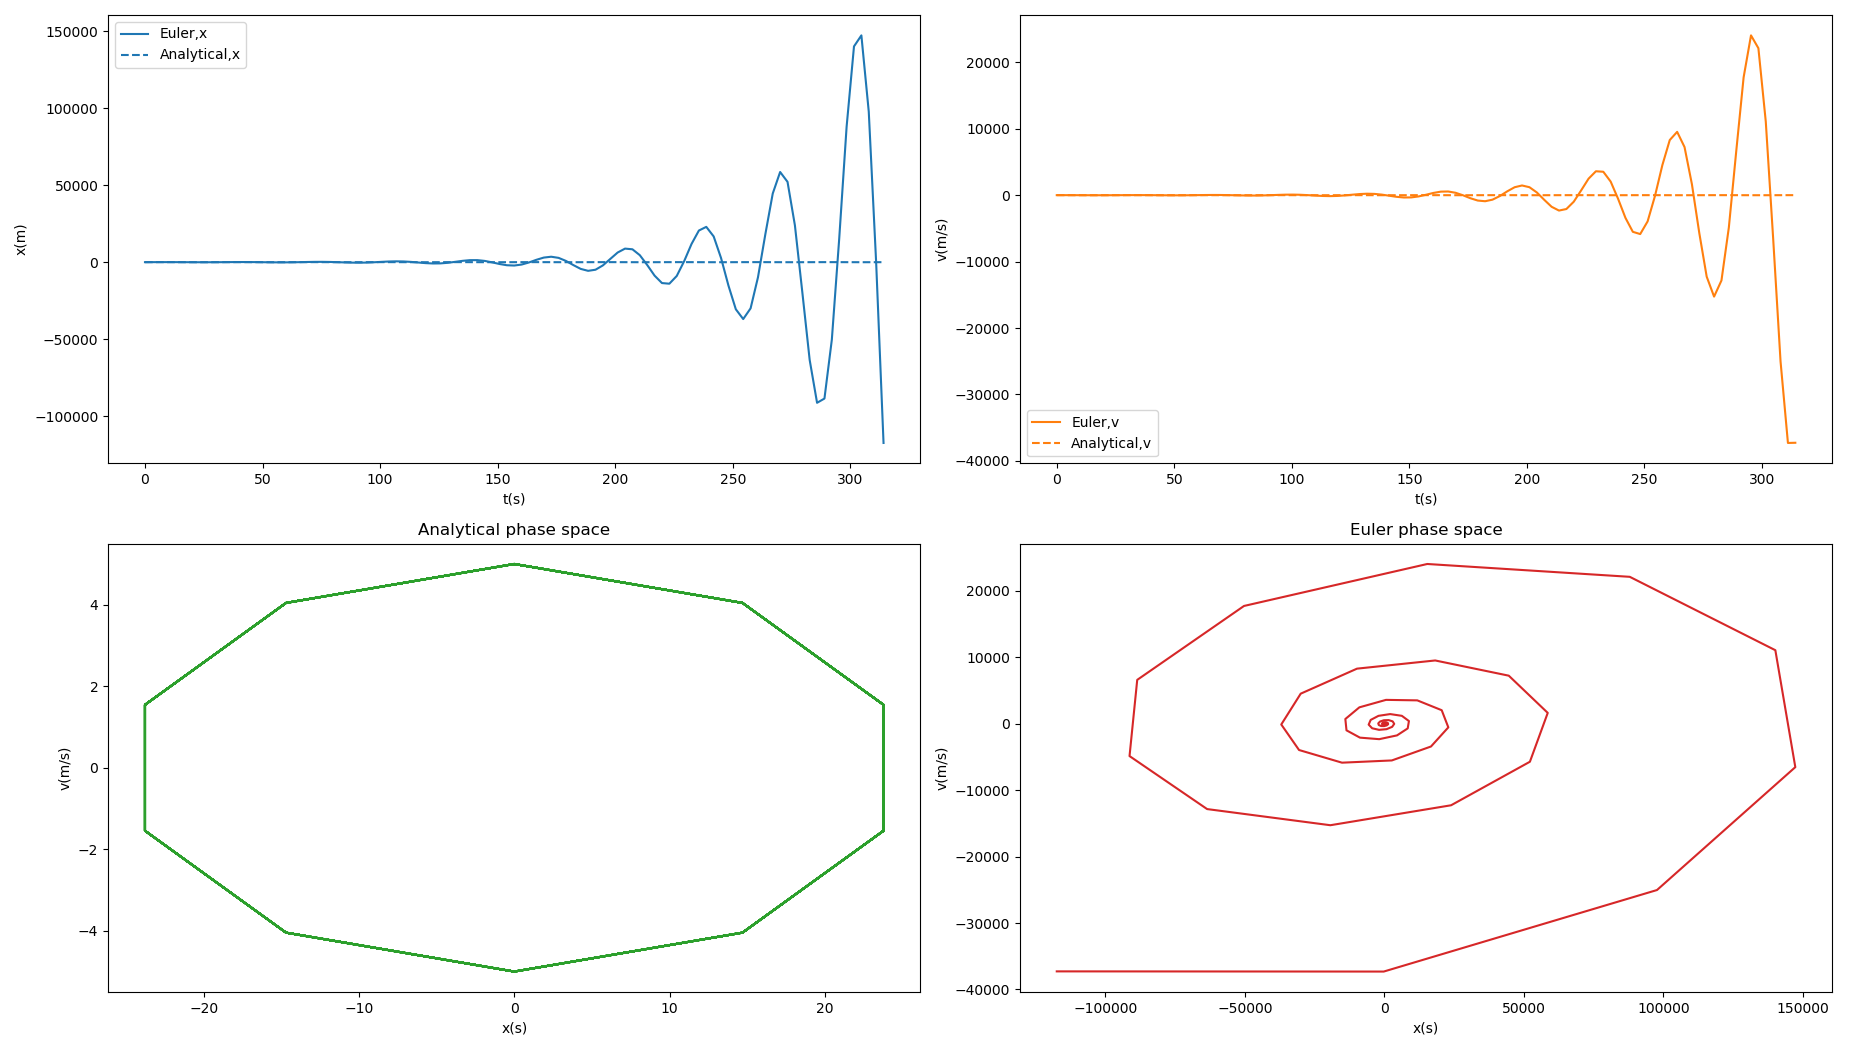 Euler,x
Analytical,x
150000
100000
50000
0
−50000
−100000
x(m)
0 50 100 150 200 250 300
t(s)
20000
10000
0
−10000
−20000
−30000
−40000
v(m/s)
Euler,v
Analytical,v
0 50 100 150 200 250 300
t(s)
Analytical phase space
4
2
0
−2
−4
v(m/s)
−20 −10 0 10 20
x(s)
Euler phase space
20000
10000
0
−10000
−20000
−30000
−40000
v(m/s)
−100000 −50000 0 50000 100000 150000
x(s)